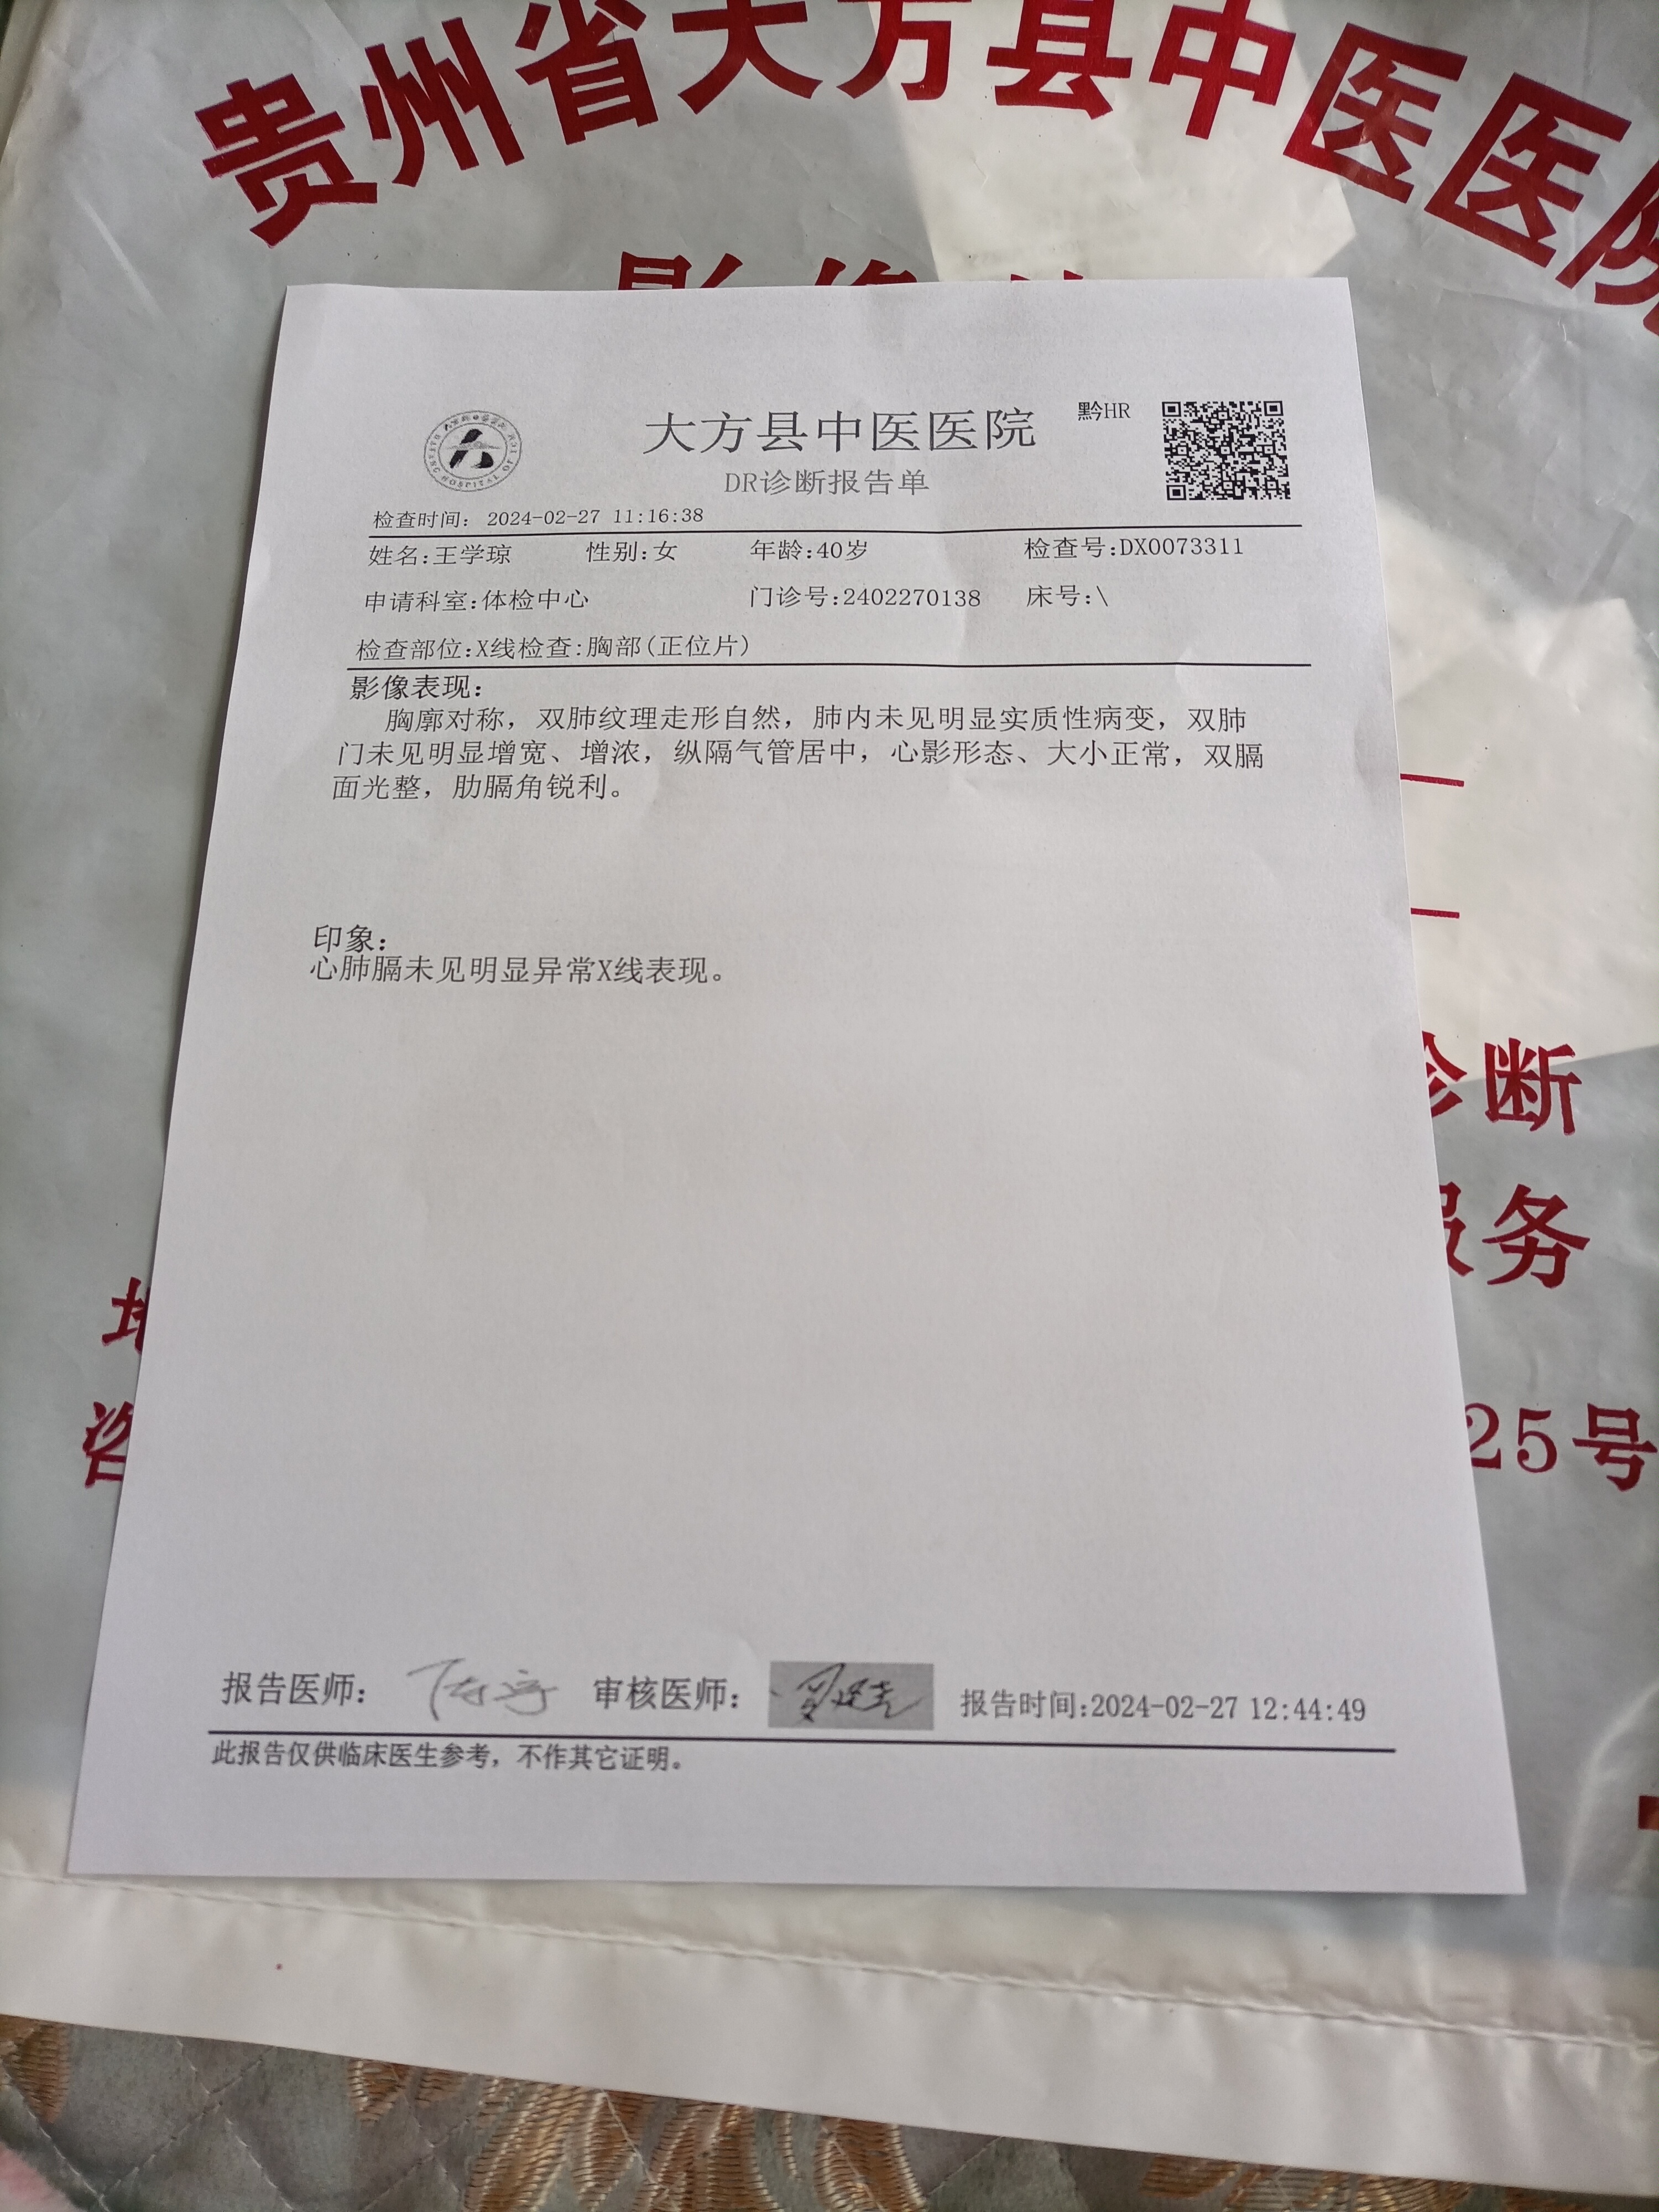 贵州省大方县中医医院
影像
大方县中医医院
黔HR
DR诊断报告单
检查时间: 2024-02-27 11:16:38
姓名:王学琼 性别:女 年龄:40岁 检查号:DX0073311
申请科室:体检中心 门诊号:2402270138 床号:\
检查部位:X线检查:胸部(正位片)
影像表现:
胸廓对称，双肺纹理走形自然，肺内未见明显实质性病变，双肺
门未见明显增宽、增浓，纵隔气管居中，心影形态、大小正常，双膈
面光整，肋膈角锐利。
印象:
心肺膈未见明显异常X线表现。
诊断
服务
25号
报告医师: 审核医师: 报告时间:2024-02-27 12:44:49
此报告仅供临床医生参考，不作其它证明。